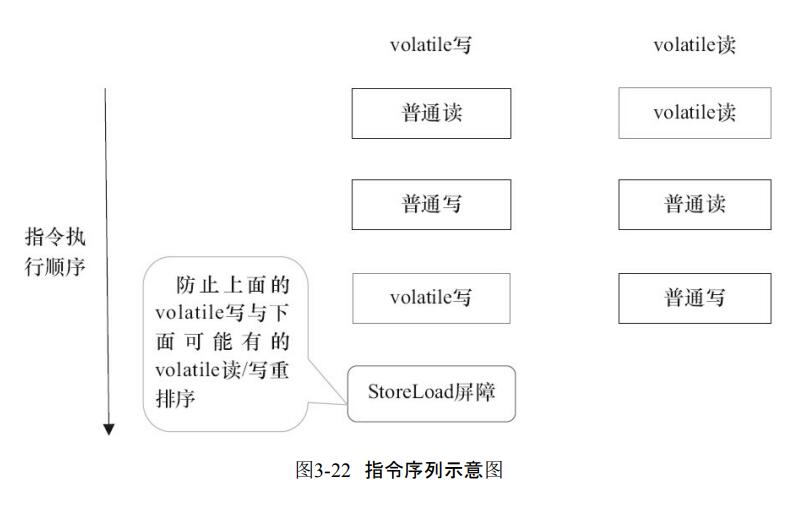 volatile写
volatile读
普通读
volatile读
普通写
普通读
指令执
行顺序
防止上面的
volatile写与下
面可能有的
volatile读/写重
排序
volatile写
普通写
StoreLoad屏障
图3-22 指令序列示意图